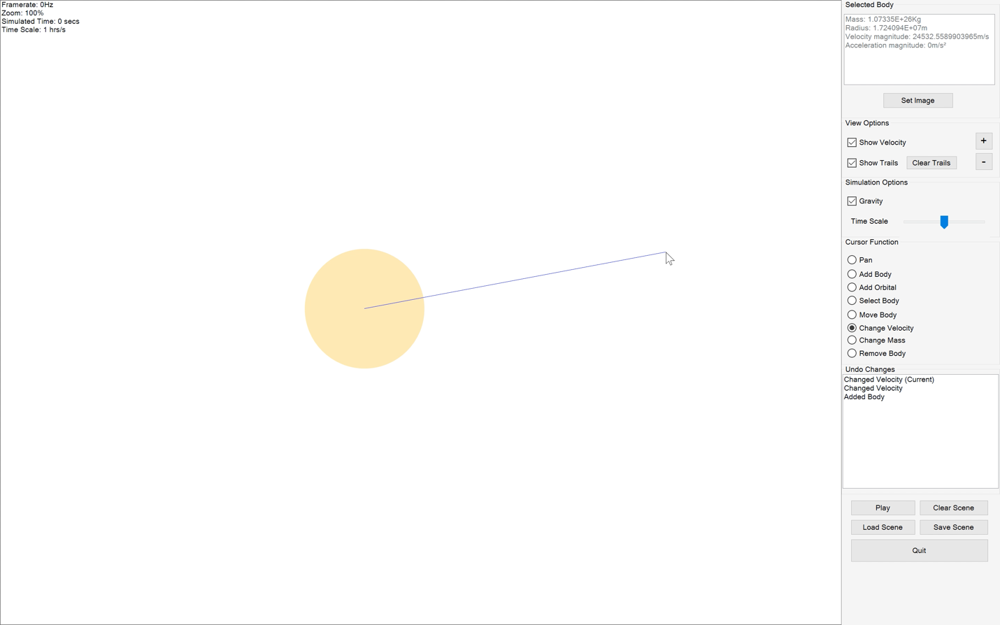 Framerate: 0Hz
Zoom: 100%
Simulated Time: 0 secs
Time Scale: 1 hrs/s
Selected Body
Mass: 1.07335E+26Kg
Radius: 1.724094E+07m
Velocity magnitude: 24532.5589903965m/s
Acceleration magnitude: 0m/s²
Set Image
View Options
Show Velocity
+
Show Trails
Clear Trails
-
Simulation Options
Gravity
Time Scale
Cursor Function
Pan
Add Body
Add Orbital
Select Body
Move Body
Change Velocity
Change Mass
Remove Body
Undo Changes
Changed Velocity (Current)
Changed Velocity
Added Body
Play
Clear Scene
Load Scene
Save Scene
Quit